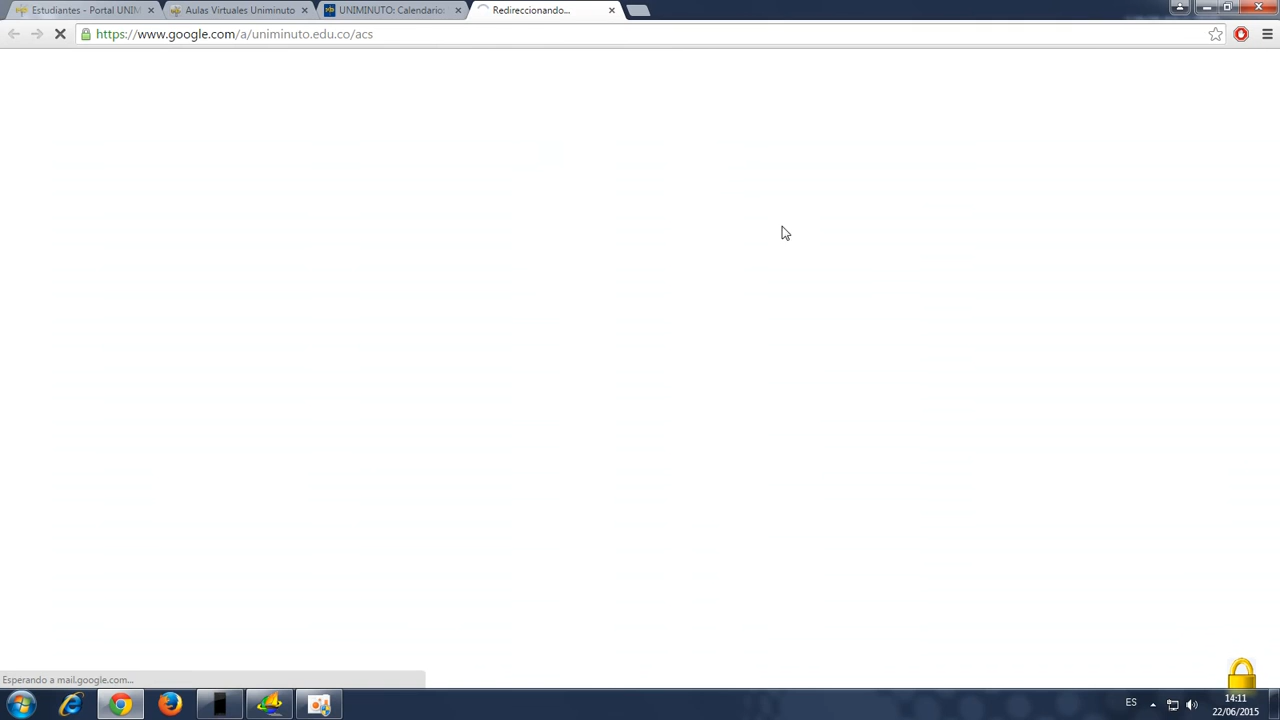 Estudiantes - Portal UNIM
Aulas Virtuales Uniminuto
UNIMINUTO: Calendario:
Redireccionando...
https://www.google.com/a/uniminuto.edu.co/acs
Esperando a mail.google.com...
ES
14:11
22/06/2015